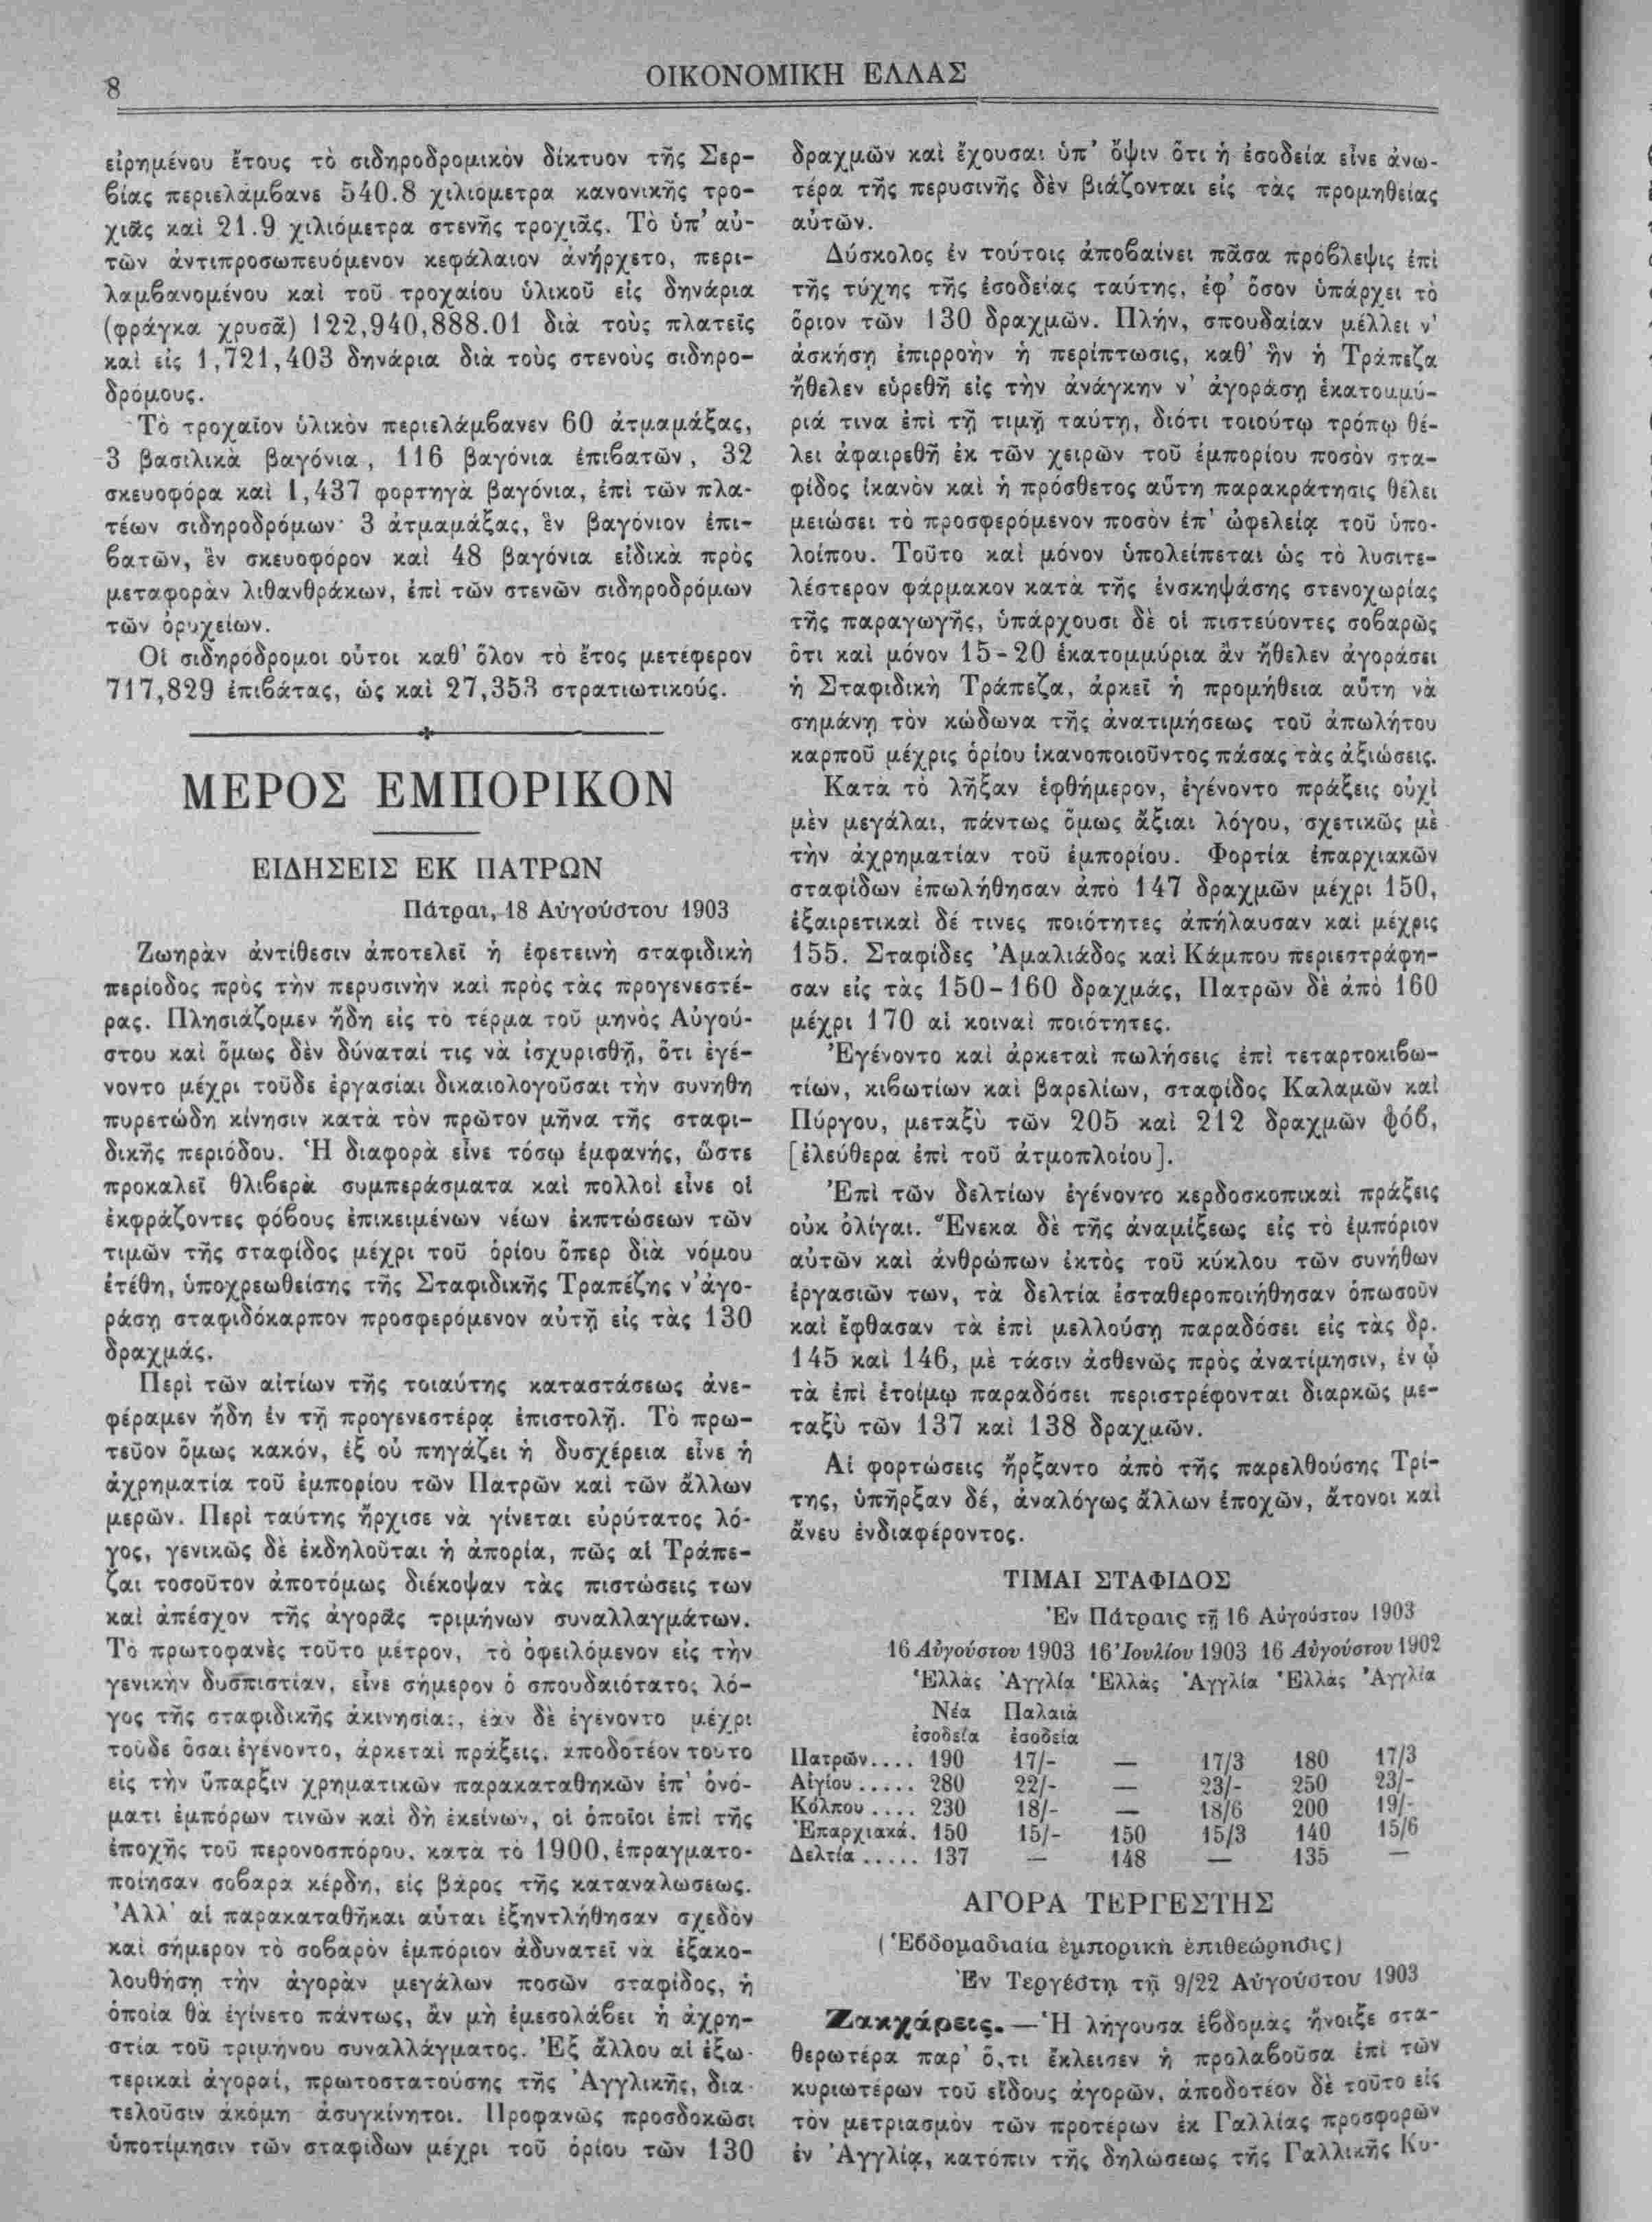 8
ΟΙΚΟΝΟΜΙΚΗ ΕΛΛΑΣ
εἰρημένου ἔτους τὸ σιδηροδρομικὸν δίκτυον τῆς Σερ-
βίας περιελάμβανε 540.8 χιλιόμετρα κανονικῆς τρο-
χιᾶς καὶ 21.9 χιλιόμετρα στενῆς τροχιᾶς. Τὸ ὑπ' αὐ-
τῶν ἀντιπροσωπευόμενον κεφάλαιον ἀνήρχετο, περι-
λαμβανομένου καὶ τοῦ τροχαίου ὑλικοῦ εἰς δηνάρια
(φράγκα χρυσᾶ) 122,940,888.01 διὰ τοὺς πλατεῖς
καὶ εἰς 1,721,403 δηνάρια διὰ τοὺς στενοὺς σιδηρο-
δρόμους.
Τὸ τροχαῖον ὑλικὸν περιελάμβανεν 60 ἀτμαμάξας,
3 βασιλικὰ βαγόνια, 116 βαγόνια ἐπιβατῶν, 32
σκευοφόρα καὶ 1,437 φορτηγὰ βαγόνια, ἐπὶ τῶν πλα-
τέων σιδηροδρόμων· 3 ἀτμαμάξας, ἓν βαγόνιον ἐπι-
βατῶν, ἓν σκευοφόρον καὶ 48 βαγόνια εἰδικὰ πρὸς
μεταφορὰν λιθανθράκων, ἐπὶ τῶν στενῶν σιδηροδρόμων
τῶν ὀρυχείων.
Οἱ σιδηρόδρομοι οὗτοι καθ' ὅλον τὸ ἔτος μετέφερον
717,829 ἐπιβάτας, ὡς καὶ 27,353 στρατιωτικούς.
ΜΕΡΟΣ ΕΜΠΟΡΙΚΟΝ
ΕΙΔΗΣΕΙΣ ΕΚ ΠΑΤΡΩΝ
Πάτραι, 18 Αὐγούστου 1903
Ζωηρὰν ἀντίθεσιν ἀποτελεῖ ἡ ἐφετεινὴ σταφιδικὴ
περίοδος πρὸς τὴν περυσινὴν καὶ πρὸς τὰς προγενεστέ-
ρας. Πλησιάζομεν ἤδη εἰς τὸ τέρμα τοῦ μηνὸς Αὐγού-
στου καὶ ὅμως δὲν δύναταί τις νὰ ἰσχυρισθῇ, ὅτι ἐγέ-
νοντο μέχρι τοῦδε ἐργασίαι δικαιολογοῦσαι τὴν συνήθη
πυρετώδη κίνησιν κατὰ τὸν πρῶτον μῆνα τῆς σταφι-
δικῆς περιόδου. Ἡ διαφορὰ εἶνε τόσῳ ἐμφανής, ὥστε
προκαλεῖ θλιβερὰ συμπεράσματα καὶ πολλοὶ εἶνε οἱ
ἐκφράζοντες φόβους ἐπικειμένων νέων ἐκπτώσεων τῶν
τιμῶν τῆς σταφίδος μέχρι τοῦ ὁρίου ὅπερ διὰ νόμου
ἐτέθη, ὑποχρεωθείσης τῆς Σταφιδικῆς Τραπέζης ν' ἀγο-
ράσῃ σταφιδόκαρπον προσφερόμενον αὐτῇ εἰς τὰς 130
δραχμάς.
Περὶ τῶν αἰτίων τῆς τοιαύτης καταστάσεως ἀνε-
φέραμεν ἤδη ἐν τῇ προγενεστέρᾳ ἐπιστολῇ. Τὸ πρω-
τεῦον ὅμως κακόν, ἐξ οὗ πηγάζει ἡ δυσχέρεια εἶνε ἡ
ἀχρηματία τοῦ ἐμπορίου τῶν Πατρῶν καὶ τῶν ἄλλων
μερῶν. Περὶ ταύτης ἤρχισε νὰ γίνεται εὐρύτατος λό-
γος, γενικῶς δὲ ἐκδηλοῦται ἡ ἀπορία, πῶς αἱ Τράπε-
ζαι τοσοῦτον ἀποτόμως διέκοψαν τὰς πιστώσεις των
καὶ ἀπέσχον τῆς ἀγορᾶς τριμήνων συναλλαγμάτων.
Τὸ πρωτοφανὲς τοῦτο μέτρον, τὸ ὀφειλόμενον εἰς τὴν
γενικὴν δυσπιστίαν, εἶνε σήμερον ὁ σπουδαιότατος λό-
γος τῆς σταφιδικῆς ἀκινησίας, ἐὰν δὲ ἐγένοντο μέχρι
τοῦδε ὅσαι ἐγένοντο, ἀρκεταὶ πράξεις, ἀποδοτέον τοῦτο
εἰς τὴν ὕπαρξιν χρηματικῶν παρακαταθηκῶν ἐπ' ὀνό-
ματι ἐμπόρων τινῶν καὶ δὴ ἐκείνων, οἱ ὁποῖοι ἐπὶ τῆς
ἐποχῆς τοῦ περονοσπόρου, κατὰ τὸ 1900, ἐπραγματο-
ποίησαν σοβαρὰ κέρδη, εἰς βάρος τῆς καταναλώσεως.
Ἀλλ' αἱ παρακαταθῆκαι αὗται ἐξηντλήθησαν σχεδὸν
καὶ σήμερον τὸ σοβαρὸν ἐμπόριον ἀδυνατεῖ νὰ ἐξακο-
λουθήσῃ τὴν ἀγορὰν μεγάλων ποσῶν σταφίδος, ἡ
ὁποία θὰ ἐγίνετο πάντως, ἂν μὴ ἐμεσολάβει ἡ ἀχρη-
στία τοῦ τριμήνου συναλλάγματος. Ἐξ ἄλλου αἱ ἐξω-
τερικαὶ ἀγοραί, πρωτοστατούσης τῆς Ἀγγλικῆς, δια-
τελοῦσιν ἀκόμη ἀσυγκίνητοι. Προφανῶς προσδοκῶσι
ὑποτίμησιν τῶν σταφίδων μέχρι τοῦ ὁρίου τῶν 130
δραχμῶν καὶ ἔχουσαι ὑπ' ὄψιν ὅτι ἡ ἐσοδεία εἶνε ἀνω-
τέρα τῆς περυσινῆς δὲν βιάζονται εἰς τὰς προμηθείας
αὐτῶν.
Δύσκολος ἐν τούτοις ἀποβαίνει πᾶσα πρόβλεψις ἐπὶ
τῆς τύχης τῆς ἐσοδείας ταύτης, ἐφ' ὅσον ὑπάρχει τὸ
ὅριον τῶν 130 δραχμῶν. Πλήν, σπουδαίαν μέλλει ν'
ἀσκήσῃ ἐπιρροὴν ἡ περίπτωσις, καθ' ἣν ἡ Τράπεζα
ἤθελεν εὑρεθῆ εἰς τὴν ἀνάγκην ν' ἀγοράσῃ ἑκατομμύ-
ριά τινα ἐπὶ τῇ τιμῇ ταύτῃ, διότι τοιούτῳ τρόπῳ θέ-
λει ἀφαιρεθῆ ἐκ τῶν χειρῶν τοῦ ἐμπορίου ποσὸν στα-
φίδος ἱκανὸν καὶ ἡ πρόσθετος αὕτη παρακράτησις θέλει
μειώσει τὸ προσφερόμενον ποσὸν ἐπ' ὠφελείᾳ τοῦ ὑπο-
λοίπου. Τοῦτο καὶ μόνον ὑπολείπεται ὡς τὸ λυσιτε-
λέστερον φάρμακον κατὰ τῆς ἐνσκηψάσης στενοχωρίας
τῆς παραγωγῆς, ὑπάρχουσι δὲ οἱ πιστεύοντες σοβαρῶς
ὅτι καὶ μόνον 15-20 ἑκατομμύρια ἂν ἤθελεν ἀγοράσει
ἡ Σταφιδικὴ Τράπεζα, ἀρκεῖ ἡ προμήθεια αὕτη νὰ
σημάνῃ τὸν κώδωνα τῆς ἀνατιμήσεως τοῦ ἀπωλήτου
καρποῦ μέχρις ὁρίου ἱκανοποιοῦντος πάσας τὰς ἀξιώσεις.
Κατὰ τὸ λῆξαν ἑφθήμερον, ἐγένοντο πράξεις οὐχὶ
μὲν μεγάλαι, πάντως ὅμως ἄξιαι λόγου, σχετικῶς μὲ
τὴν ἀχρηματίαν τοῦ ἐμπορίου. Φορτία ἐπαρχιακῶν
σταφίδων ἐπωλήθησαν ἀπὸ 147 δραχμῶν μέχρι 150,
ἐξαιρετικαὶ δέ τινες ποιότητες ἀπήλαυσαν καὶ μέχρις
155. Σταφίδες Ἀμαλιάδος καὶ Κάμπου περιεστράφη-
σαν εἰς τὰς 150-160 δραχμάς, Πατρῶν δὲ ἀπὸ 160
μέχρι 170 αἱ κοιναὶ ποιότητες.
Ἐγένοντο καὶ ἀρκεταὶ πωλήσεις ἐπὶ τεταρτοκιβω-
τίων, κιβωτίων καὶ βαρελίων, σταφίδος Καλαμῶν καὶ
Πύργου, μεταξὺ τῶν 205 καὶ 212 δραχμῶν φόβ,
[ἐλεύθερα ἐπὶ τοῦ ἀτμοπλοίου].
Ἐπὶ τῶν δελτίων ἐγένοντο κερδοσκοπικαὶ πράξεις
οὐκ ὀλίγαι. Ἕνεκα δὲ τῆς ἀναμίξεως εἰς τὸ ἐμπόριον
αὐτῶν καὶ ἀνθρώπων ἐκτὸς τοῦ κύκλου τῶν συνήθων
ἐργασιῶν των, τὰ δελτία ἐσταθεροποιήθησαν ὁπωσοῦν
καὶ ἔφθασαν τὰ ἐπὶ μελλούσῃ παραδόσει εἰς τὰς δρ.
145 καὶ 146, μὲ τάσιν ἀσθενῶς πρὸς ἀνατίμησιν, ἐν ᾧ
τὰ ἐπὶ ἑτοίμῳ παραδόσει περιστρέφονται διαρκῶς με-
ταξὺ τῶν 137 καὶ 138 δραχμῶν.
Αἱ φορτώσεις ἤρξαντο ἀπὸ τῆς παρελθούσης Τρί-
της, ὑπῆρξαν δέ, ἀναλόγως ἄλλων ἐποχῶν, ἄτονοι καὶ
ἄνευ ἐνδιαφέροντος.
ΤΙΜΑΙ ΣΤΑΦΙΔΟΣ
Ἐν Πάτραις τῇ 16 Αὐγούστου 1903
16 Αὐγούστου 1903 16 Ἰουλίου 1903 16 Αὐγούστου 1902
Ἑλλὰς Ἀγγλία Ἑλλὰς Ἀγγλία Ἑλλὰς Ἀγγλία
Νέα Παλαιὰ
ἐσοδεία ἐσοδεία
Πατρῶν.... 190 17/- — 17/3 180 17/3
Αἰγίου..... 280 22/- — 23/- 250 23/-
Κόλπου.... 230 18/- — 18/6 200 19/-
Ἐπαρχιακά. 150 15/- 150 15/3 140 15/6
Δελτία..... 137 — 148 — 135 —
ΑΓΟΡΑ ΤΕΡΓΕΣΤΗΣ
(Ἑβδομαδιαία ἐμπορικὴ ἐπιθεώρησις)
Ἐν Τεργέστῃ τῇ 9/22 Αὐγούστου 1903
Ζακχάρεις.—Ἡ λήγουσα ἑβδομὰς ἤνοιξε στα-
θερωτέρα παρ' ὅ,τι ἔκλεισεν ἡ προλαβοῦσα ἐπὶ τῶν
κυριωτέρων τοῦ εἴδους ἀγορῶν, ἀποδοτέον δὲ τοῦτο εἰς
τὸν μετριασμὸν τῶν προτέρων ἐκ Γαλλίας προσφορῶν
ἐν Ἀγγλίᾳ, κατόπιν τῆς δηλώσεως τῆς Γαλλικῆς Κυ-